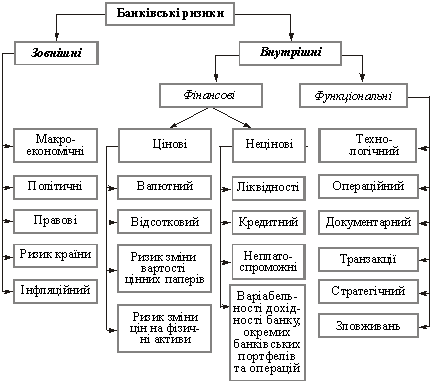 Банківські ризики
Зовнішні
Внутрішні
Фінансові
Функціональні
Макро-
економічні
Політичні
Правові
Ризик країни
Інфляційний
Цінові
Валютний
Відсотковий
Ризик зміни
вартості
цінних паперів
Ризик зміни
цін на фізич-
ні активи
Нецінові
Ліквідності
Кредитний
Неплато-
спроможні
Варіабель-
ності дохід-
ності банку,
окремих
банківських
портфелів
та операцій
Техно-
логічний
Операційний
Документарний
Транзакції
Стратегічний
Зловживань